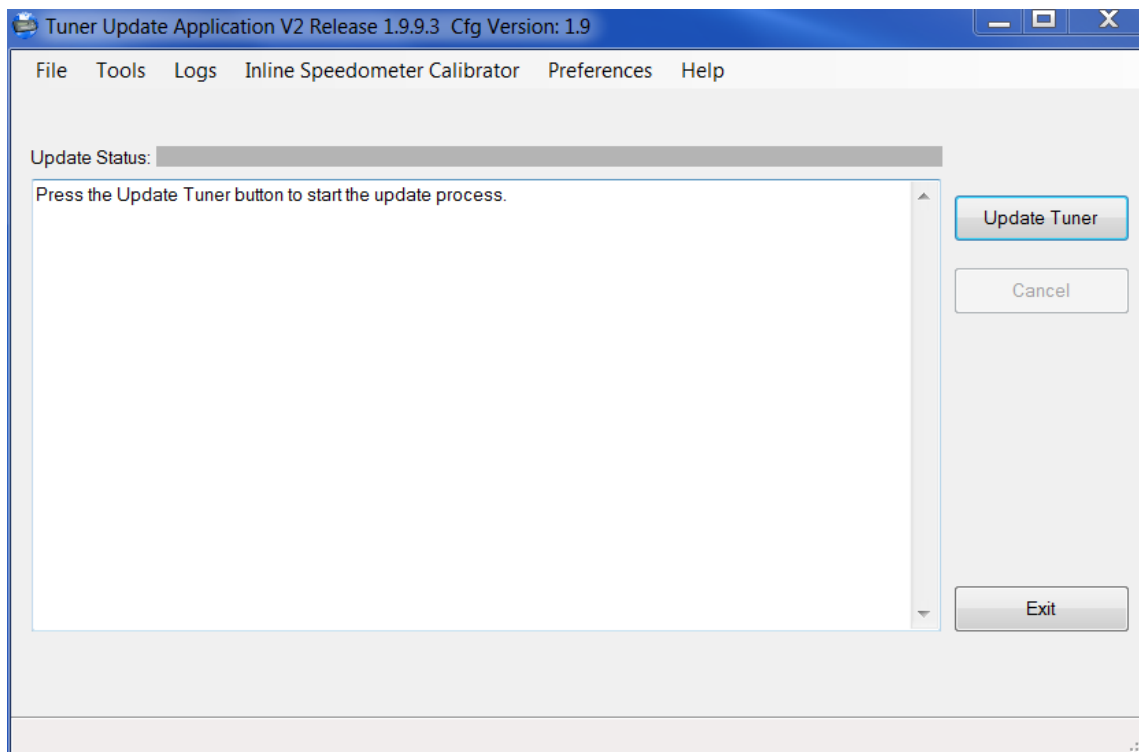 Tuner Update Application V2 Release 1.9.9.3 Cfg Version: 1.9
File Tools Logs Inline Speedometer Calibrator Preferences Help
Update Status:
Press the Update Tuner button to start the update process.
Update Tuner
Cancel
Exit